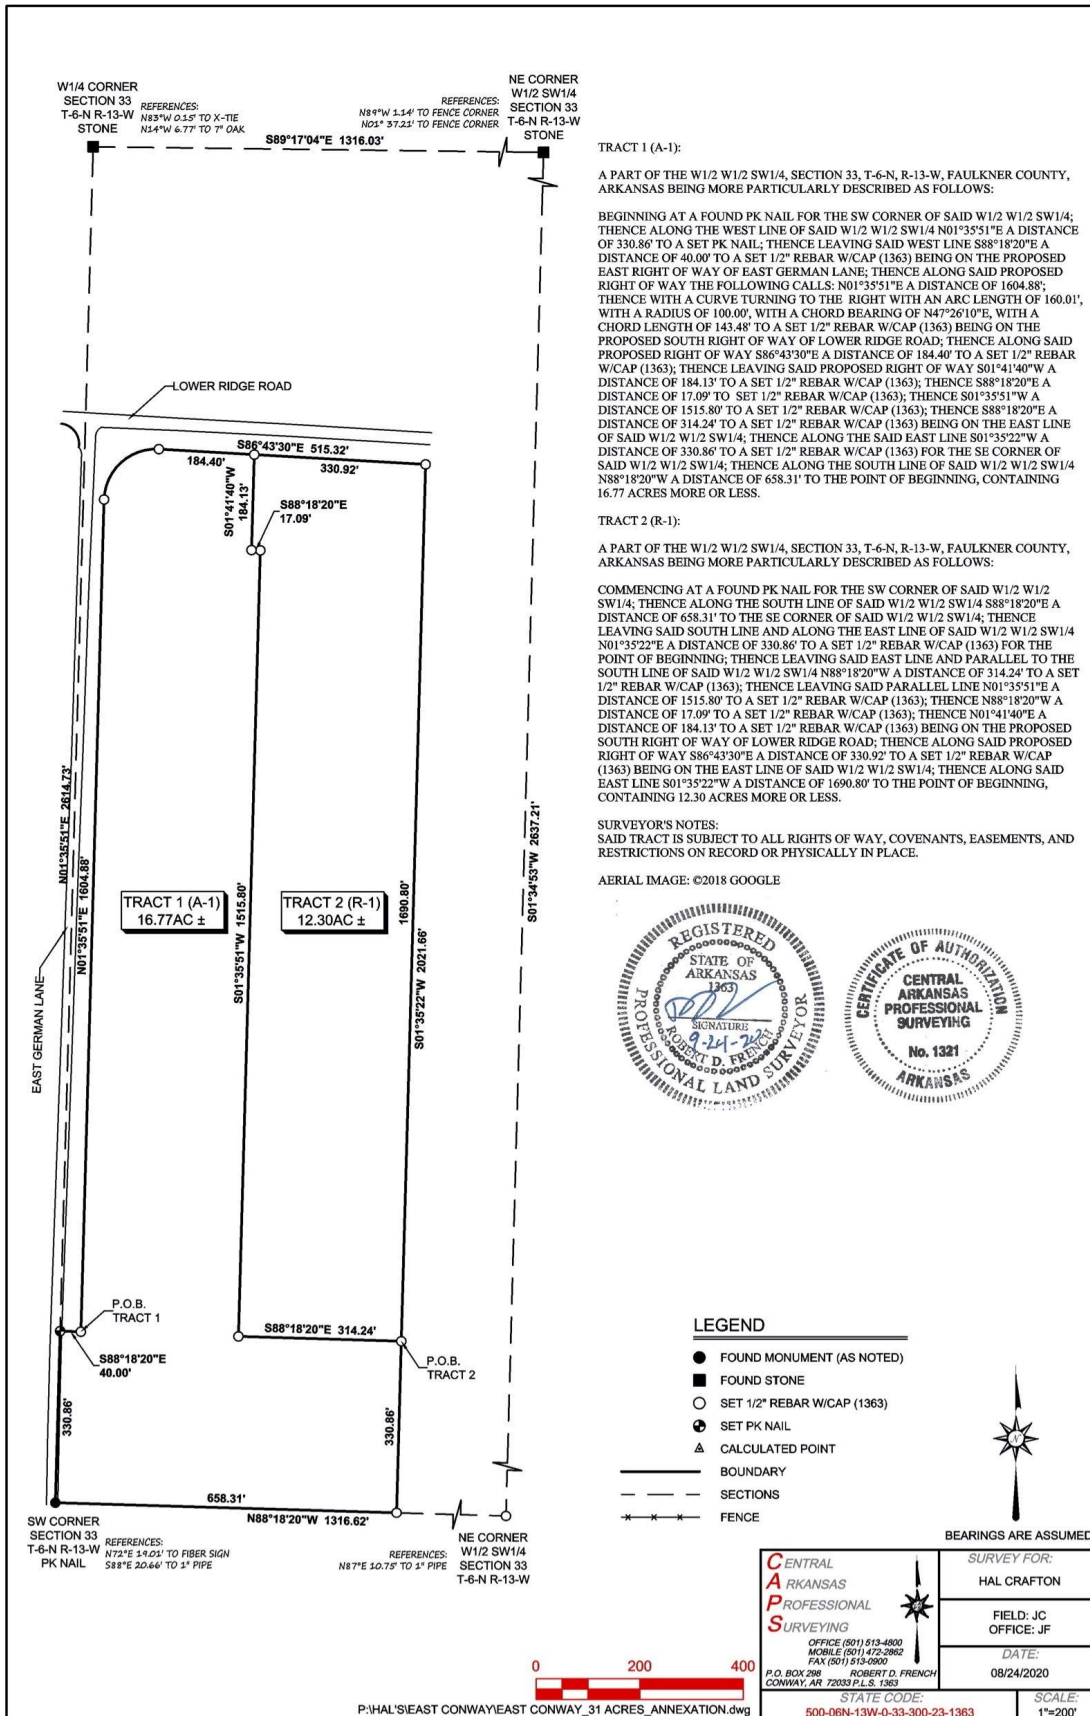 W1/4 CORNER
SECTION 33
T-6-N R-13-W
STONE
REFERENCES:
N83°W 0.15' TO X-TIE
N14°W 6.77' TO 7" OAK
REFERENCES:
N89°W 1.14' TO FENCE CORNER
N01° 37.21' TO FENCE CORNER
NE CORNER
W1/2 SW1/4
SECTION 33
T-6-N R-13-W
STONE
S89°17'04"E 1316.03'
LOWER RIDGE ROAD
S86°43'30"E 515.32'
184.40'
330.92'
S01°41'40"W
184.13'
S88°18'20"E
17.09'
N01°35'51"E 2614.73'
N01°35'51"E 1604.88'
EAST GERMAN LANE
TRACT 1 (A-1)
16.77AC ±
S01°35'51"W 1515.80'
TRACT 2 (R-1)
12.30AC ±
1690.80'
S01°35'22"W 2021.66'
S01°34'53"W 2637.21'
P.O.B.
TRACT 1
S88°18'20"E
40.00'
S88°18'20"E 314.24'
P.O.B.
TRACT 2
330.86'
330.86'
658.31'
N88°18'20"W 1316.62'
SW CORNER
SECTION 33
T-6-N R-13-W
PK NAIL
REFERENCES:
N72°E 19.01' TO FIBER SIGN
S88°E 20.66' TO 1" PIPE
REFERENCES:
N87°E 10.75' TO 1" PIPE
NE CORNER
W1/2 SW1/4
SECTION 33
T-6-N R-13-W
TRACT 1 (A-1):
A PART OF THE W1/2 W1/2 SW1/4, SECTION 33, T-6-N, R-13-W, FAULKNER COUNTY,
ARKANSAS BEING MORE PARTICULARLY DESCRIBED AS FOLLOWS:
BEGINNING AT A FOUND PK NAIL FOR THE SW CORNER OF SAID W1/2 W1/2 SW1/4;
THENCE ALONG THE WEST LINE OF SAID W1/2 W1/2 SW1/4 N01°35'51"E A DISTANCE
OF 330.86' TO A SET PK NAIL; THENCE LEAVING SAID WEST LINE S88°18'20"E A
DISTANCE OF 40.00' TO A SET 1/2" REBAR W/CAP (1363) BEING ON THE PROPOSED
EAST RIGHT OF WAY OF EAST GERMAN LANE; THENCE ALONG SAID PROPOSED
RIGHT OF WAY THE FOLLOWING CALLS: N01°35'51"E A DISTANCE OF 1604.88';
THENCE WITH A CURVE TURNING TO THE RIGHT WITH AN ARC LENGTH OF 160.01',
WITH A RADIUS OF 100.00', WITH A CHORD BEARING OF N47°26'10"E, WITH A
CHORD LENGTH OF 143.48' TO A SET 1/2" REBAR W/CAP (1363) BEING ON THE
PROPOSED SOUTH RIGHT OF WAY OF LOWER RIDGE ROAD; THENCE ALONG SAID
PROPOSED RIGHT OF WAY S86°43'30"E A DISTANCE OF 184.40' TO A SET 1/2" REBAR
W/CAP (1363); THENCE LEAVING SAID PROPOSED RIGHT OF WAY S01°41'40"W A
DISTANCE OF 184.13' TO A SET 1/2" REBAR W/CAP (1363); THENCE S88°18'20"E A
DISTANCE OF 17.09' TO SET 1/2" REBAR W/CAP (1363); THENCE S01°35'51"W A
DISTANCE OF 1515.80' TO A SET 1/2" REBAR W/CAP (1363); THENCE S88°18'20"E A
DISTANCE OF 314.24' TO A SET 1/2" REBAR W/CAP (1363) BEING ON THE EAST LINE
OF SAID W1/2 W1/2 SW1/4; THENCE ALONG THE SAID EAST LINE S01°35'22"W A
DISTANCE OF 330.86' TO A SET 1/2" REBAR W/CAP (1363) FOR THE SE CORNER OF
SAID W1/2 W1/2 SW1/4; THENCE ALONG THE SOUTH LINE OF SAID W1/2 W1/2 SW1/4
N88°18'20"W A DISTANCE OF 658.31' TO THE POINT OF BEGINNING, CONTAINING
16.77 ACRES MORE OR LESS.
TRACT 2 (R-1):
A PART OF THE W1/2 W1/2 SW1/4, SECTION 33, T-6-N, R-13-W, FAULKNER COUNTY,
ARKANSAS BEING MORE PARTICULARLY DESCRIBED AS FOLLOWS:
COMMENCING AT A FOUND PK NAIL FOR THE SW CORNER OF SAID W1/2 W1/2
SW1/4; THENCE ALONG THE SOUTH LINE OF SAID W1/2 W1/2 SW1/4 S88°18'20"E A
DISTANCE OF 658.31' TO THE SE CORNER OF SAID W1/2 W1/2 SW1/4; THENCE
LEAVING SAID SOUTH LINE AND ALONG THE EAST LINE OF SAID W1/2 W1/2 SW1/4
N01°35'22"E A DISTANCE OF 330.86' TO A SET 1/2" REBAR W/CAP (1363) FOR THE
POINT OF BEGINNING; THENCE LEAVING SAID EAST LINE AND PARALLEL TO THE
SOUTH LINE OF SAID W1/2 W1/2 SW1/4 N88°18'20"W A DISTANCE OF 314.24' TO A SET
1/2" REBAR W/CAP (1363); THENCE LEAVING SAID PARALLEL LINE N01°35'51"E A
DISTANCE OF 1515.80' TO A SET 1/2" REBAR W/CAP (1363); THENCE N88°18'20"W A
DISTANCE OF 17.09' TO A SET 1/2" REBAR W/CAP (1363); THENCE N01°41'40"E A
DISTANCE OF 184.13' TO A SET 1/2" REBAR W/CAP (1363) BEING ON THE PROPOSED
SOUTH RIGHT OF WAY OF LOWER RIDGE ROAD; THENCE ALONG SAID PROPOSED
RIGHT OF WAY S86°43'30"E A DISTANCE OF 330.92' TO A SET 1/2" REBAR W/CAP
(1363) BEING ON THE EAST LINE OF SAID W1/2 W1/2 SW1/4; THENCE ALONG SAID
EAST LINE S01°35'22"W A DISTANCE OF 1690.80' TO THE POINT OF BEGINNING,
CONTAINING 12.30 ACRES MORE OR LESS.
SURVEYOR'S NOTES:
SAID TRACT IS SUBJECT TO ALL RIGHTS OF WAY, COVENANTS, EASEMENTS, AND
RESTRICTIONS ON RECORD OR PHYSICALLY IN PLACE.
AERIAL IMAGE: ©2018 GOOGLE
REGISTERED
PROFESSIONAL LAND SURVEYOR
STATE OF
ARKANSAS
1363
SIGNATURE
ROBERT D. FRENCH
CERTIFICATE OF AUTHORIZATION
CENTRAL
ARKANSAS
PROFESSIONAL
SURVEYING
No. 1321
ARKANSAS
LEGEND
FOUND MONUMENT (AS NOTED)
FOUND STONE
SET 1/2" REBAR W/CAP (1363)
SET PK NAIL
CALCULATED POINT
BOUNDARY
SECTIONS
FENCE
N
BEARINGS ARE ASSUMED
CENTRAL
ARKANSAS
PROFESSIONAL
SURVEYING
OFFICE (501) 513-4800
MOBILE (501) 472-2862
FAX (501) 513-0900
P.O. BOX 298 ROBERT D. FRENCH
CONWAY, AR 72033 P.L.S. 1363
SURVEY FOR:
HAL CRAFTON
FIELD: JC
OFFICE: JF
DATE:
08/24/2020
STATE CODE:
500-06N-13W-0-33-300-23-1363
SCALE:
1"=200'
0 200 400
P:\HAL'S\EAST CONWAY\EAST CONWAY_31 ACRES_ANNEXATION.dwg